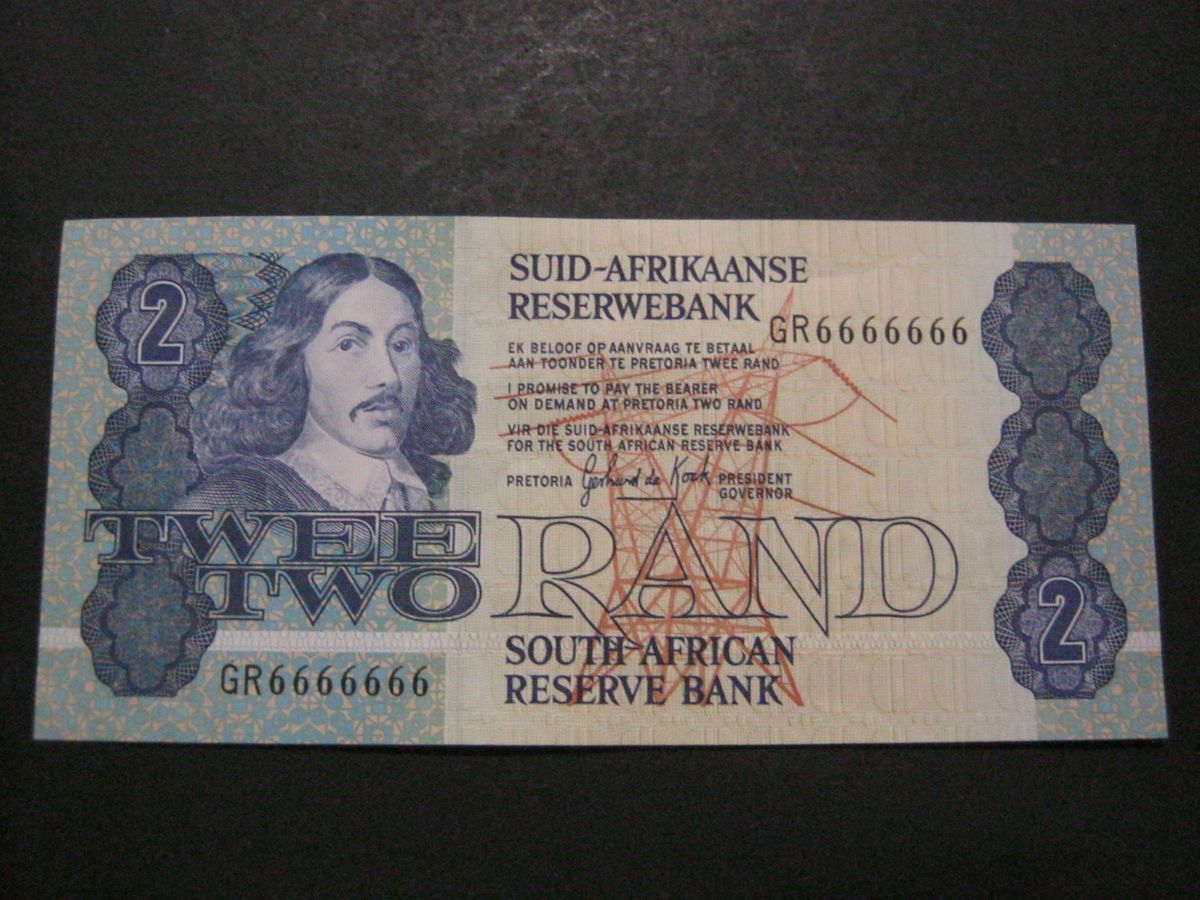 2
SUID-AFRIKAANSE
RESERWEBANK
GR6666666
EK BELOOF OP AANVRAAG TE BETAAL
AAN TOONDER TE PRETORIA TWEE RAND
I PROMISE TO PAY THE BEARER
ON DEMAND AT PRETORIA TWO RAND
VIR DIE SUID-AFRIKAANSE RESERWEBANK
FOR THE SOUTH AFRICAN RESERVE BANK
PRETORIA Gerhard de Kock PRESIDENT
GOVERNOR
TWEE
TWO
RAND
SOUTH AFRICAN
RESERVE BANK
GR6666666
2